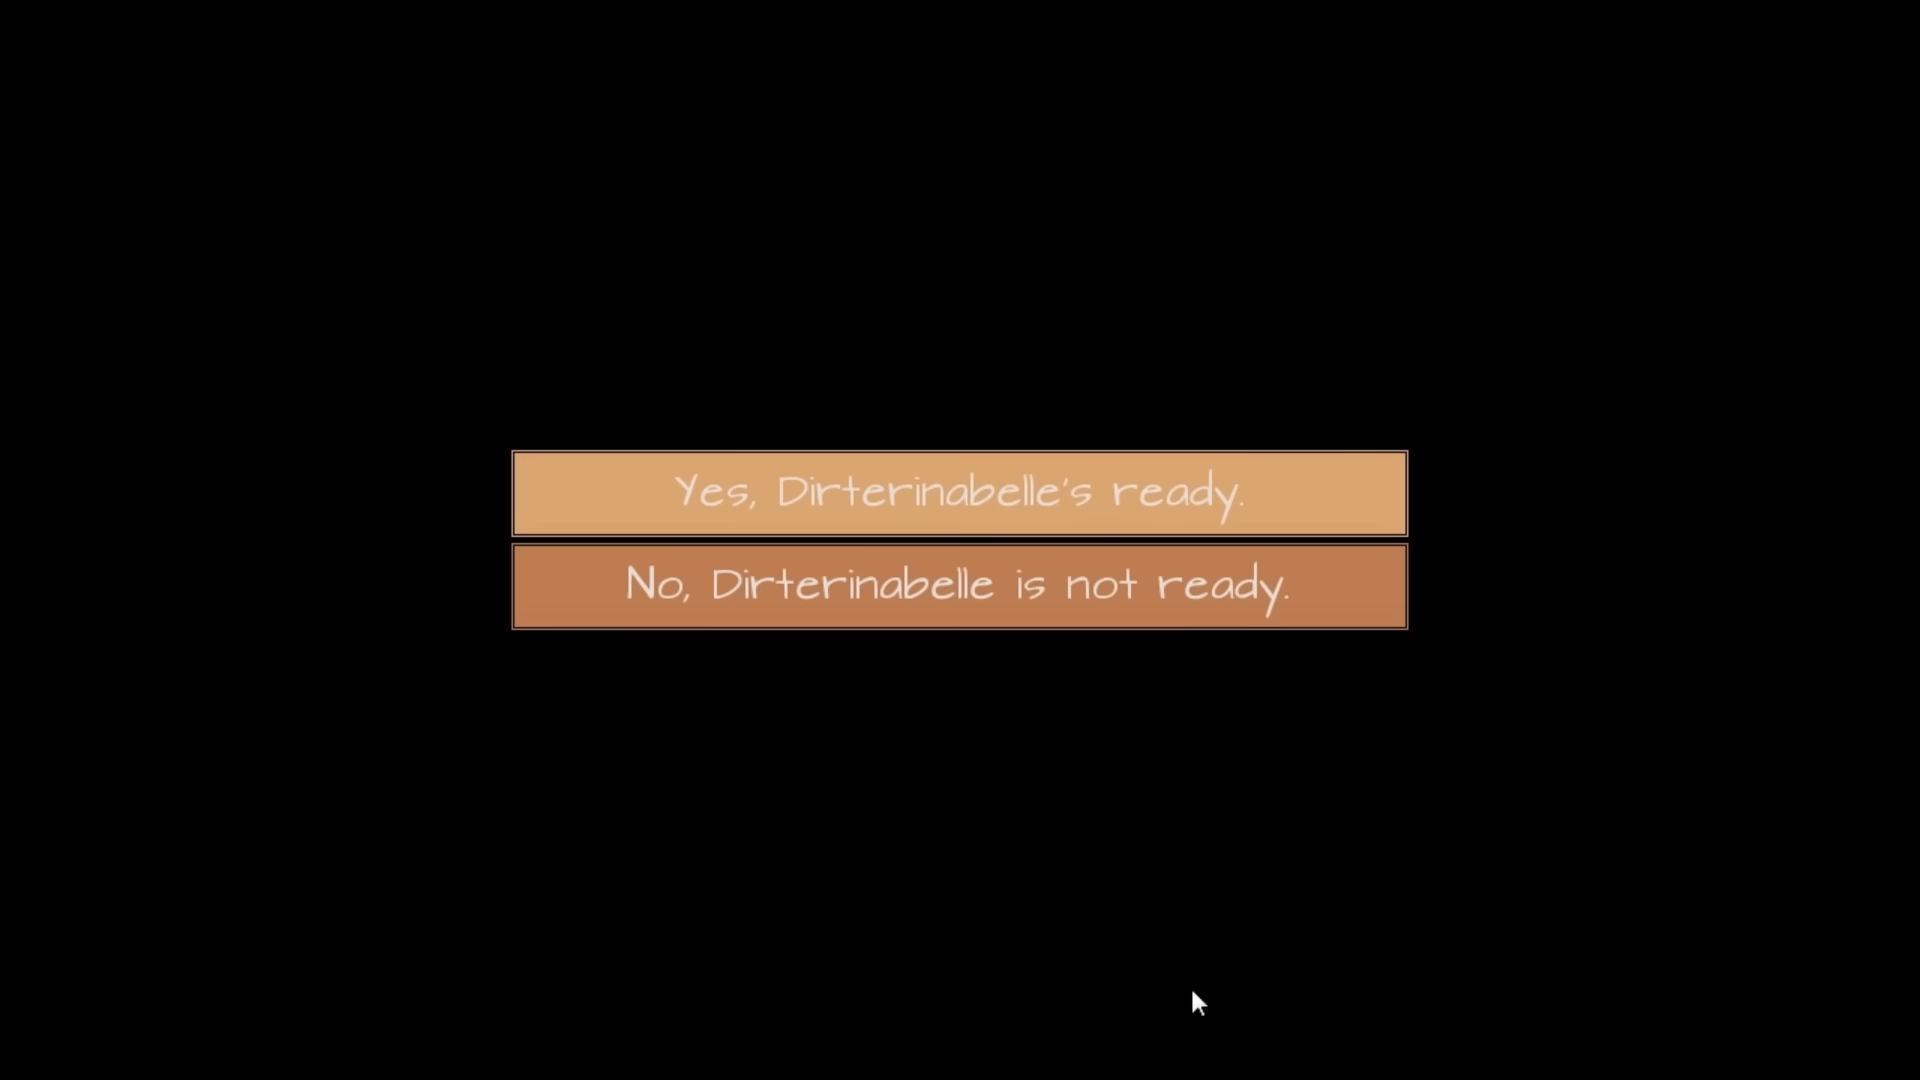 Yes, Dirterinabelle's ready.
No, Dirterinabelle is not ready.